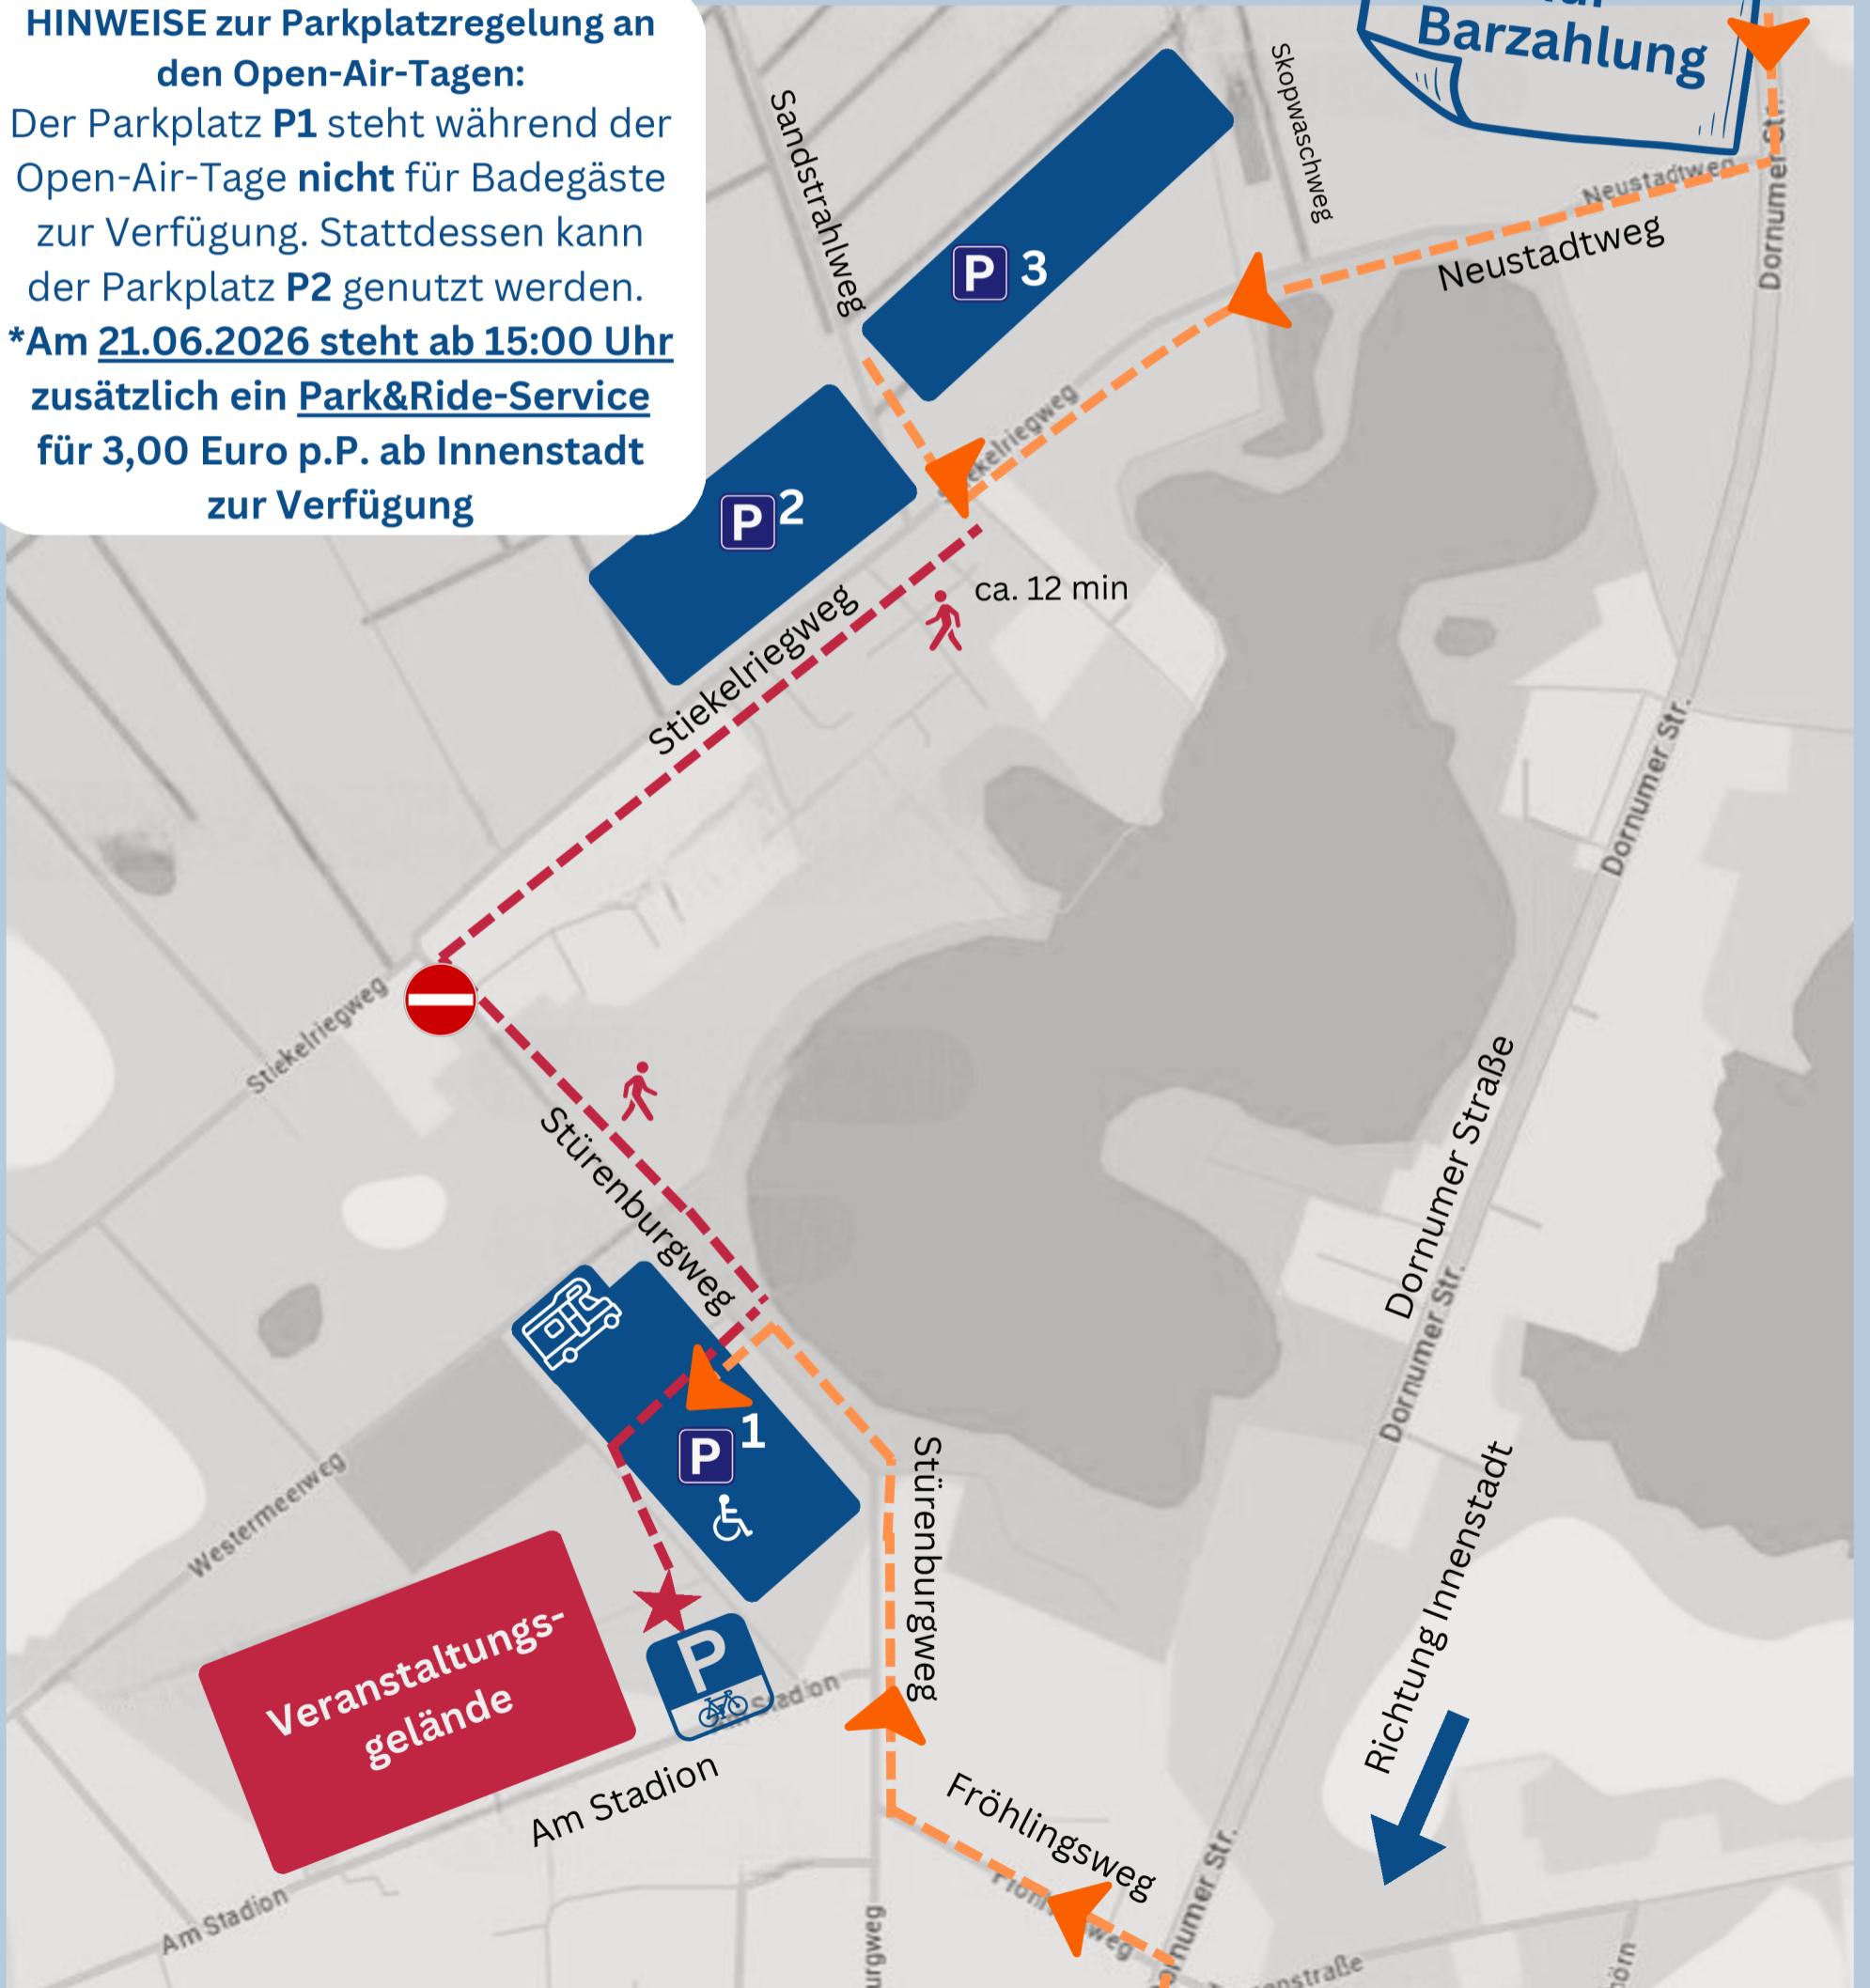 HINWEISE zur Parkplatzregelung an
den Open-Air-Tagen:
Der Parkplatz P1 steht während der
Open-Air-Tage nicht für Badegäste
zur Verfügung. Stattdessen kann
der Parkplatz P2 genutzt werden.
*Am 21.06.2026 steht ab 15:00 Uhr
zusätzlich ein Park&Ride-Service
für 3,00 Euro p.P. ab Innenstadt
zur Verfügung
Barzahlung
Sandstrahlweg
Skopwaschweg
Dornumer Str.
Neustadtweg
Neustadtweg
P 3
P 2
ca. 12 min
Stiekelriegweg
Stiekelriegweg
Dornumer Str.
Stürenburgweg
Dornumer Straße
Dornumer Str.
P 1
Westermeerweg
Stürenburgweg
Richtung Innenstadt
Veranstaltungs-
gelände
P
Am Stadion
Fröhlingsweg
Am Stadion